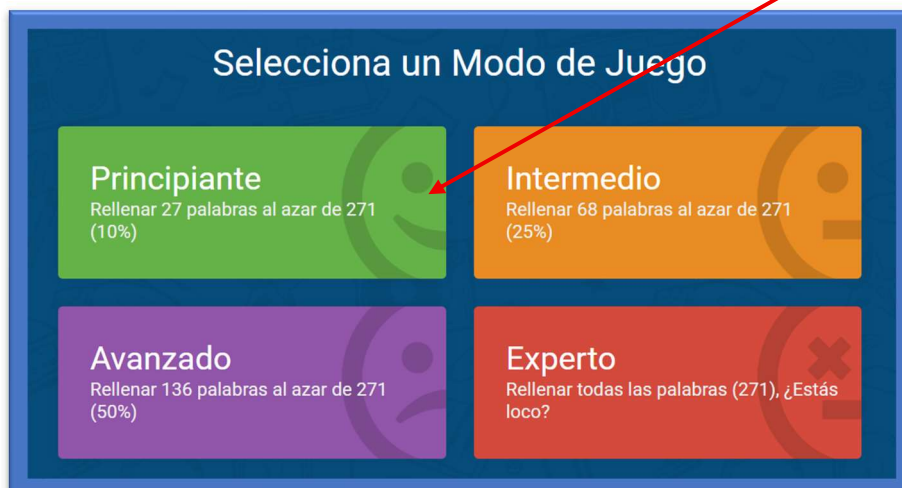 Selecciona un Modo de Juego
Principiante
Rellenar 27 palabras al azar de 271
(10%)
Intermedio
Rellenar 68 palabras al azar de 271
(25%)
Avanzado
Rellenar 136 palabras al azar de 271
(50%)
Experto
Rellenar todas las palabras (271), ¿Estás
loco?